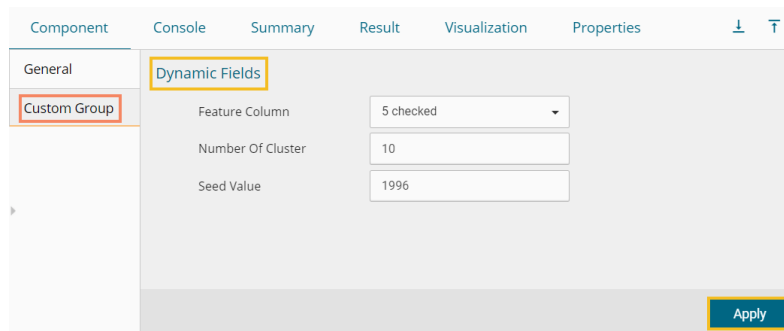 Component Console Summary Result Visualization Properties
General
Custom Group
Dynamic Fields
Feature Column 5 checked
Number Of Cluster 10
Seed Value 1996
Apply